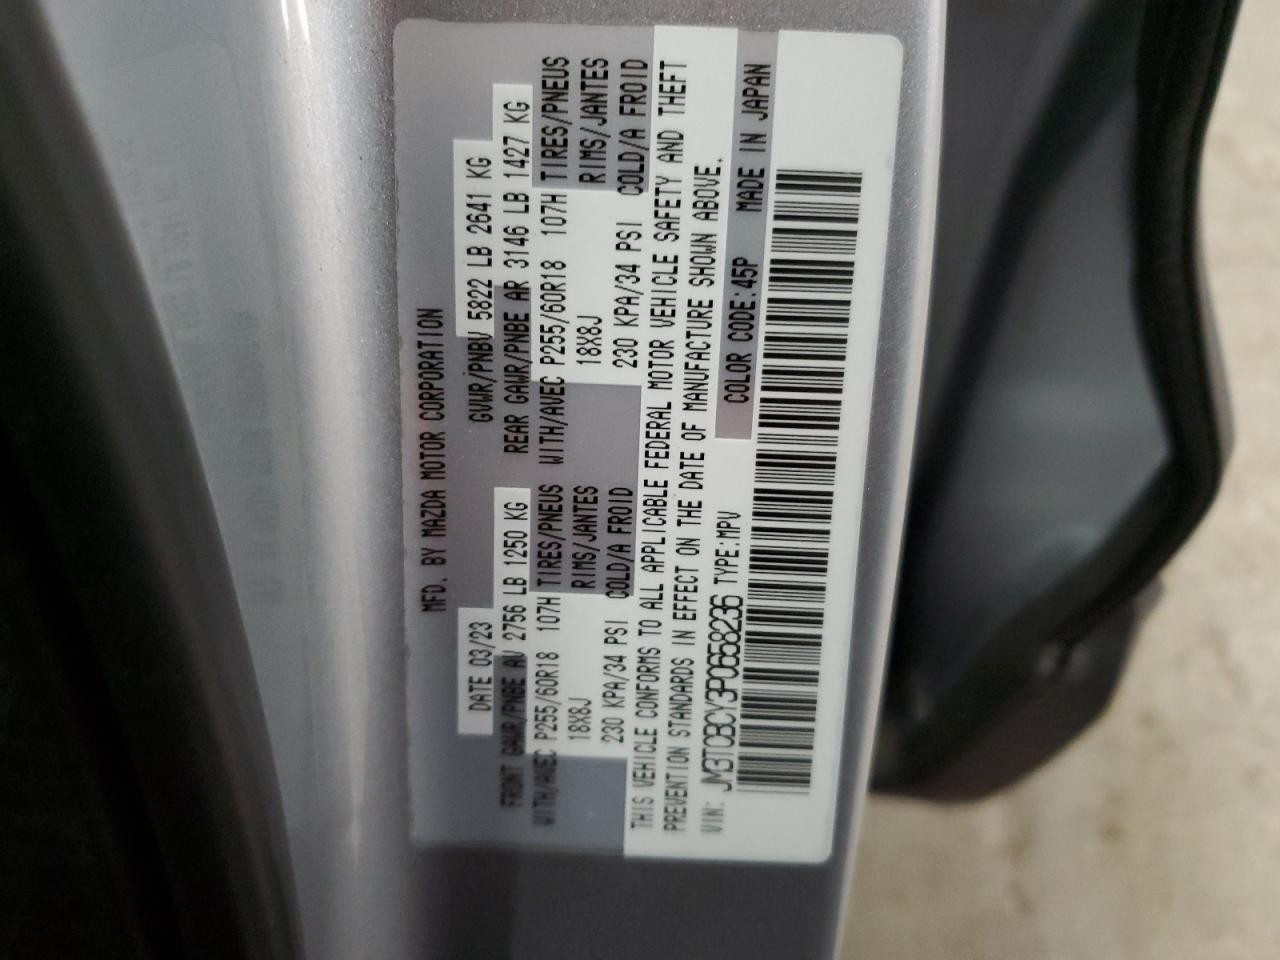 MFD. BY MAZDA MOTOR CORPORATION
DATE 03/23 GVWR/PNBV 5822 LB 2641 KG
FRONT GAWR/PNBE AV 2756 LB 1250 KG REAR GAWR/PNBE AR 3146 LB 1427 KG
WITH/AVEC P255/60R18 107H TIRES/PNEUS WITH/AVEC P255/60R18 107H TIRES/PNEUS
18X8J RIMS/JANTES 18X8J RIMS/JANTES
230 KPA/34 PSI COLD/A FROID 230 KPA/34 PSI COLD/A FROID
THIS VEHICLE CONFORMS TO ALL APPLICABLE FEDERAL MOTOR VEHICLE SAFETY AND THEFT
PREVENTION STANDARDS IN EFFECT ON THE DATE OF MANUFACTURE SHOWN ABOVE.
VIN: JM3TCBCY3P0658236 TYPE:MPV COLOR CODE:45P MADE IN JAPAN